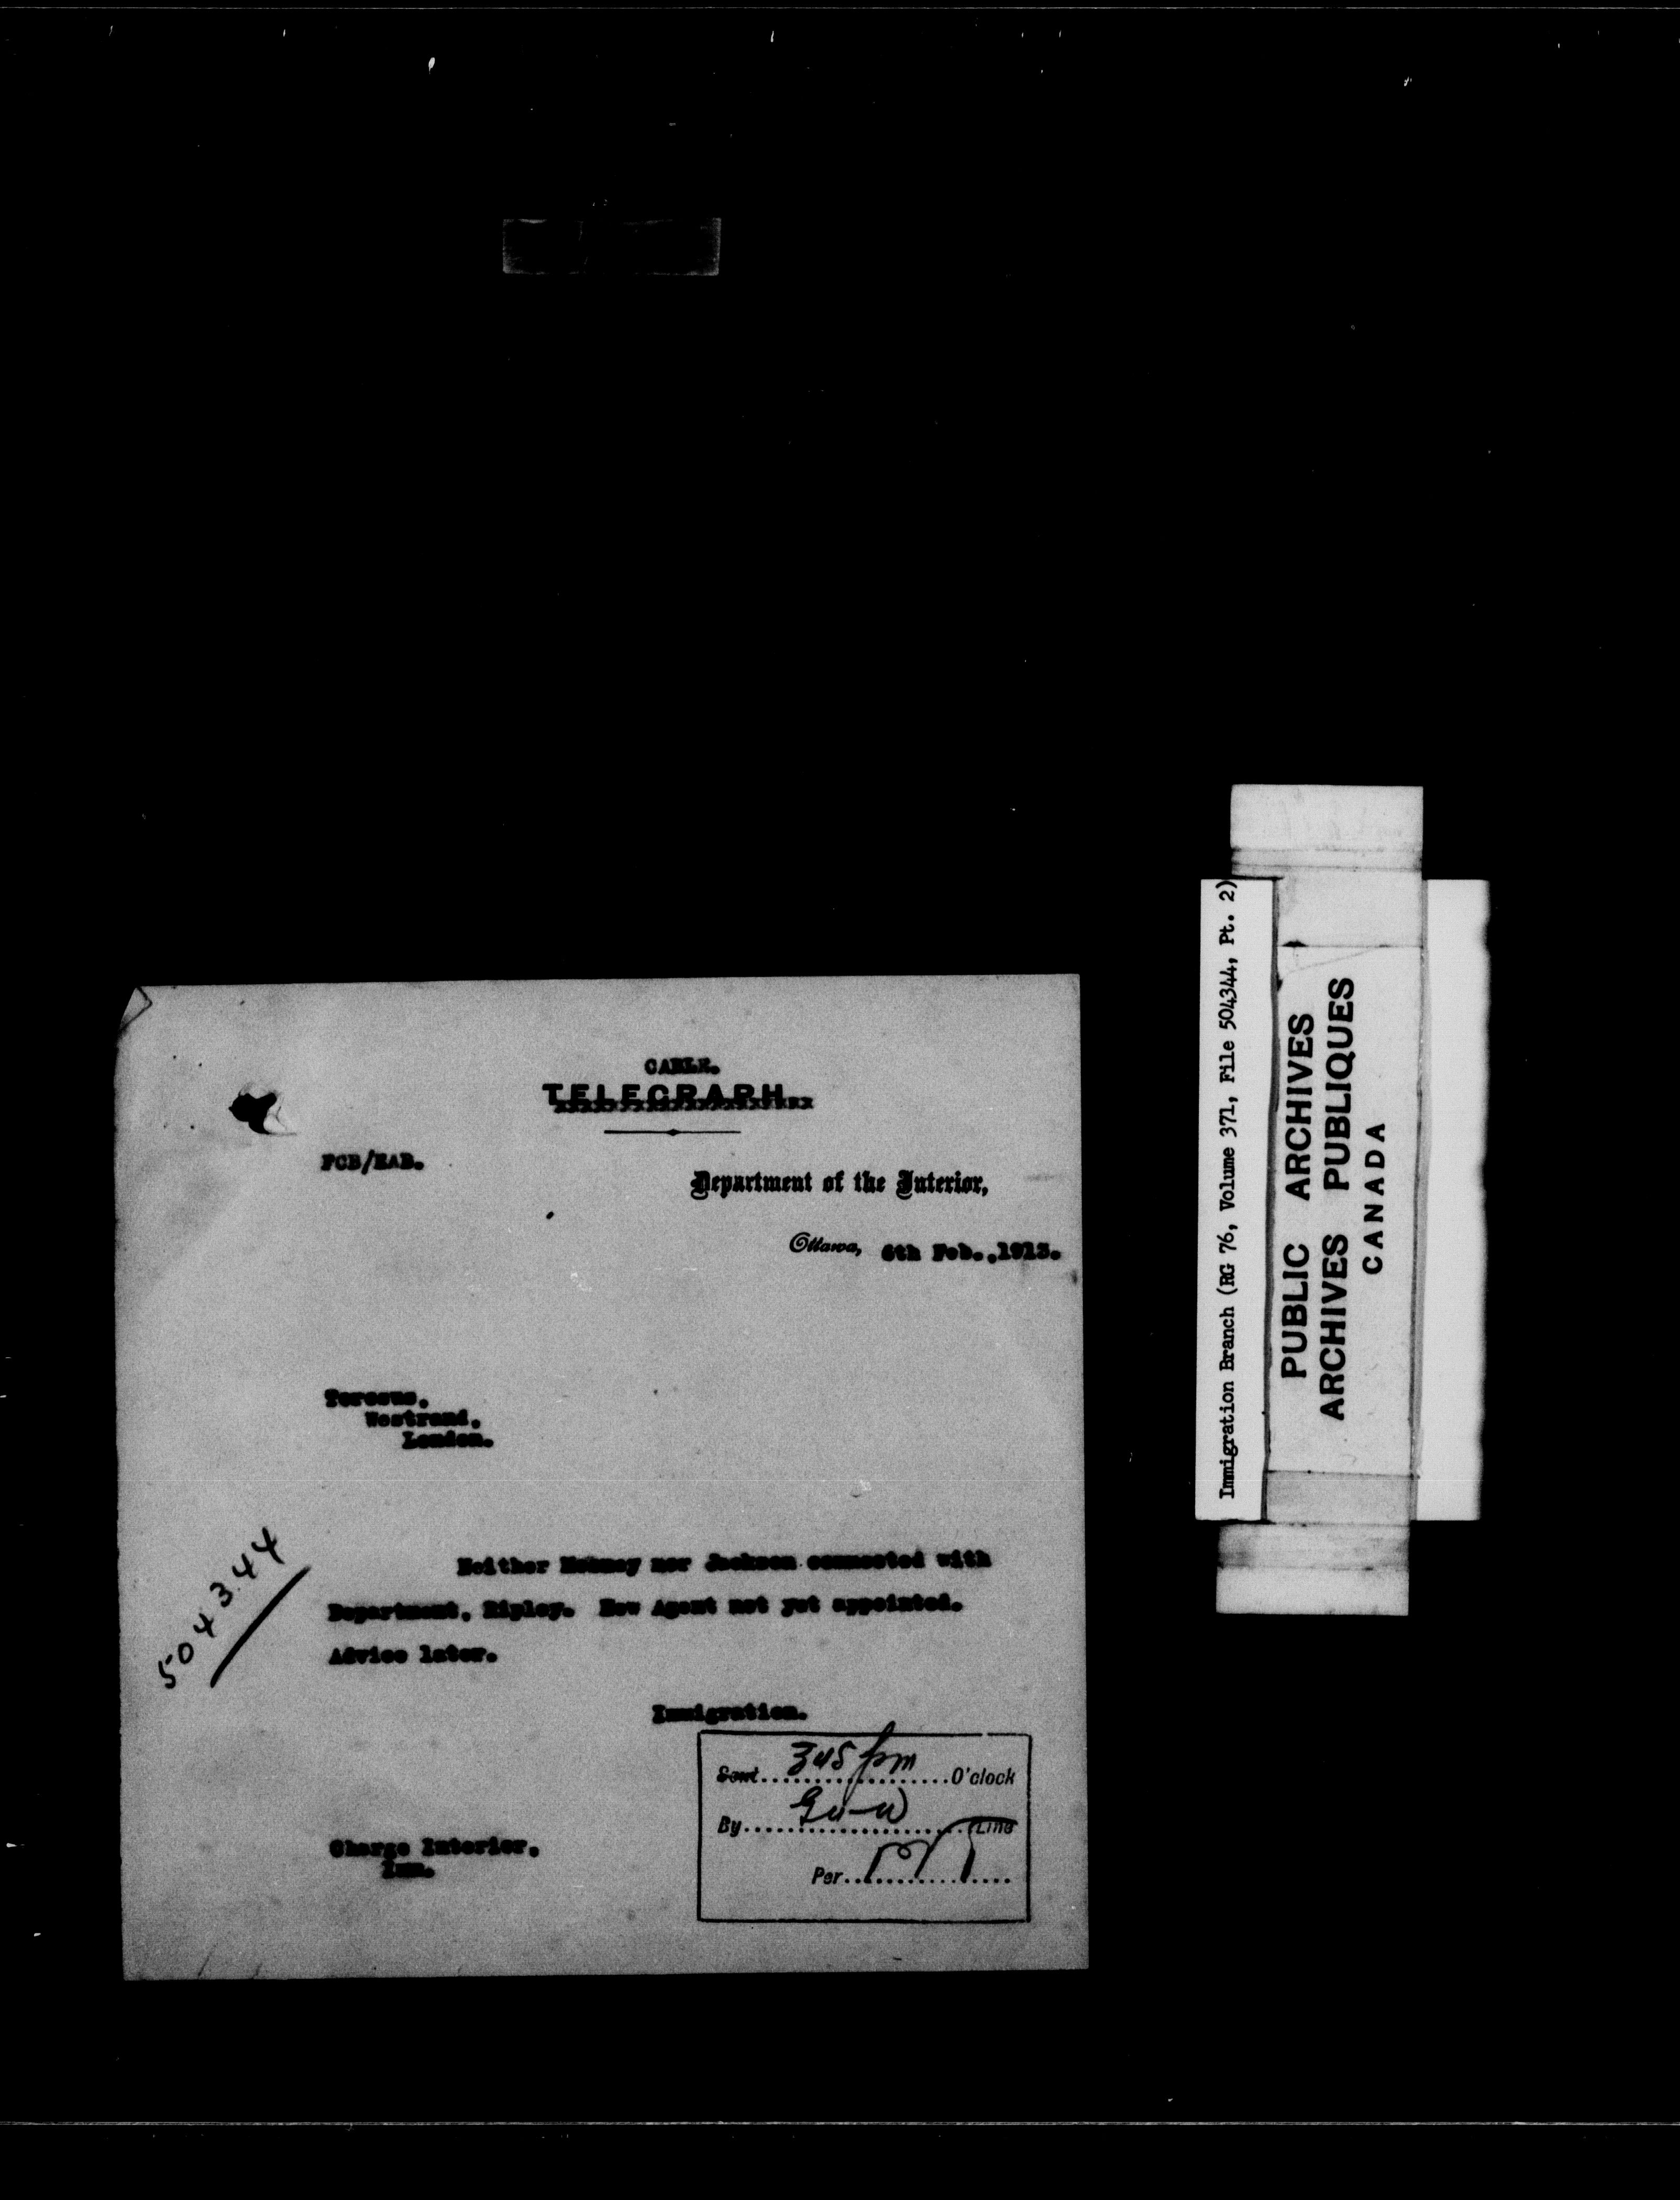 CABLE.
TELEGRAPH
FCB/EAB.
Department of the Interior,
Ottawa, 6th Feb., 1913.
Westrand,
London.
Neither nor Jackson connected with
Department, Ripley. New Agent not yet appointed.
Advice later.
Immigration.
504344
Sent 345 pm O'clock
By Line
Per
Charge Interior,
Imm.
Immigration Branch (RG 76, Volume 371, File 504344, Pt. 2)
PUBLIC ARCHIVES
ARCHIVES PUBLIQUES
CANADA